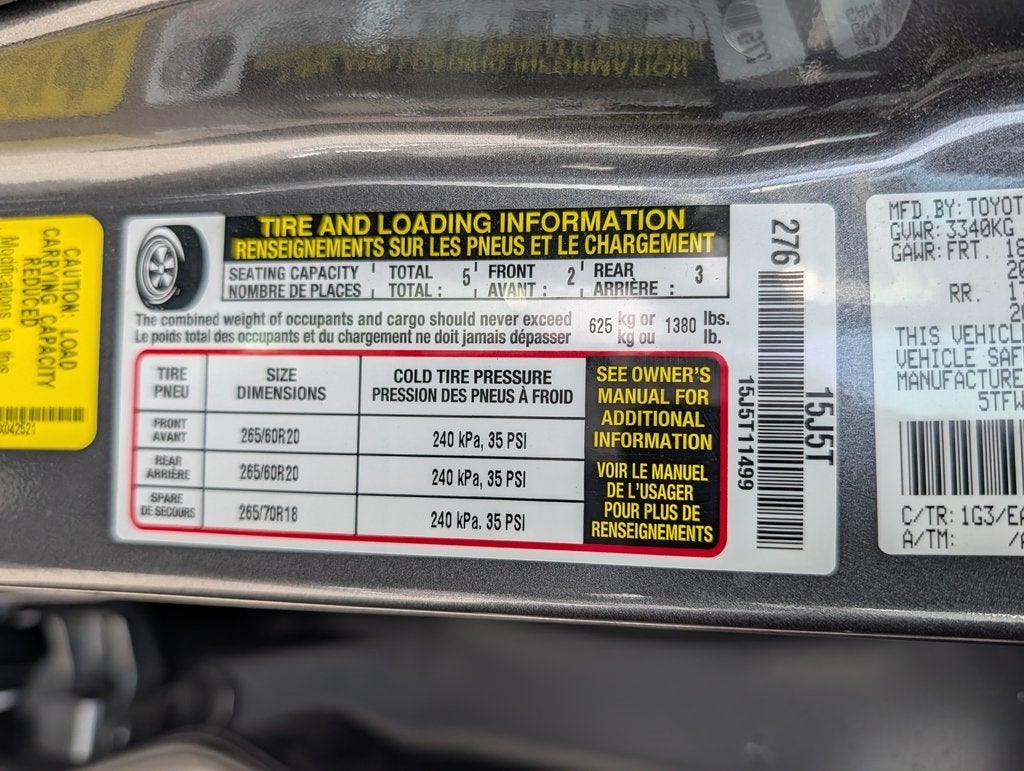 CAUTION: LOAD
CARRYING CAPACITY
REDUCED
Modifications to this
TIRE AND LOADING INFORMATION
RENSEIGNEMENTS SUR LES PNEUS ET LE CHARGEMENT
SEATING CAPACITY TOTAL 5 FRONT 2 REAR 3
NOMBRE DE PLACES TOTAL : AVANT : ARRIÈRE :
The combined weight of occupants and cargo should never exceed 625 kg or 1380 lbs.
Le poids total des occupants et du chargement ne doit jamais dépasser kg ou lb.
TIRE SIZE COLD TIRE PRESSURE
PNEU DIMENSIONS PRESSION DES PNEUS À FROID
FRONT
AVANT 265/60R20 240 kPa, 35 PSI
REAR
ARRIÈRE 265/60R20 240 kPa, 35 PSI
SPARE
DE SECOURS 265/70R18 240 kPa. 35 PSI
SEE OWNER'S
MANUAL FOR
ADDITIONAL
INFORMATION
VOIR LE MANUEL
DE L'USAGER
POUR PLUS DE
RENSEIGNEMENTS
276
15J5T11499
15J5T
MFD. BY: TOYOT
GVWR: 3340KG
GAWR: FRT. 18
RR. 17
THIS VEHICLE
VEHICLE SAF
MANUFACTURE
5TFW
C/TR: 1G3/EA
A/TM: